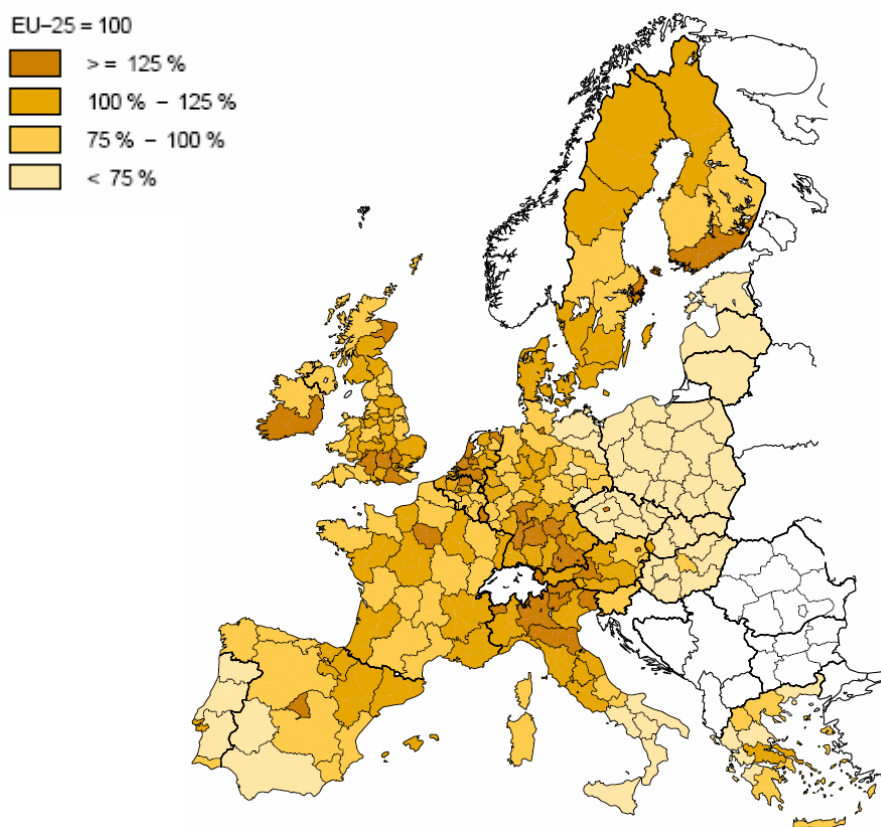 EU–25 = 100
> = 125 %
100 % – 125 %
75 % – 100 %
< 75 %